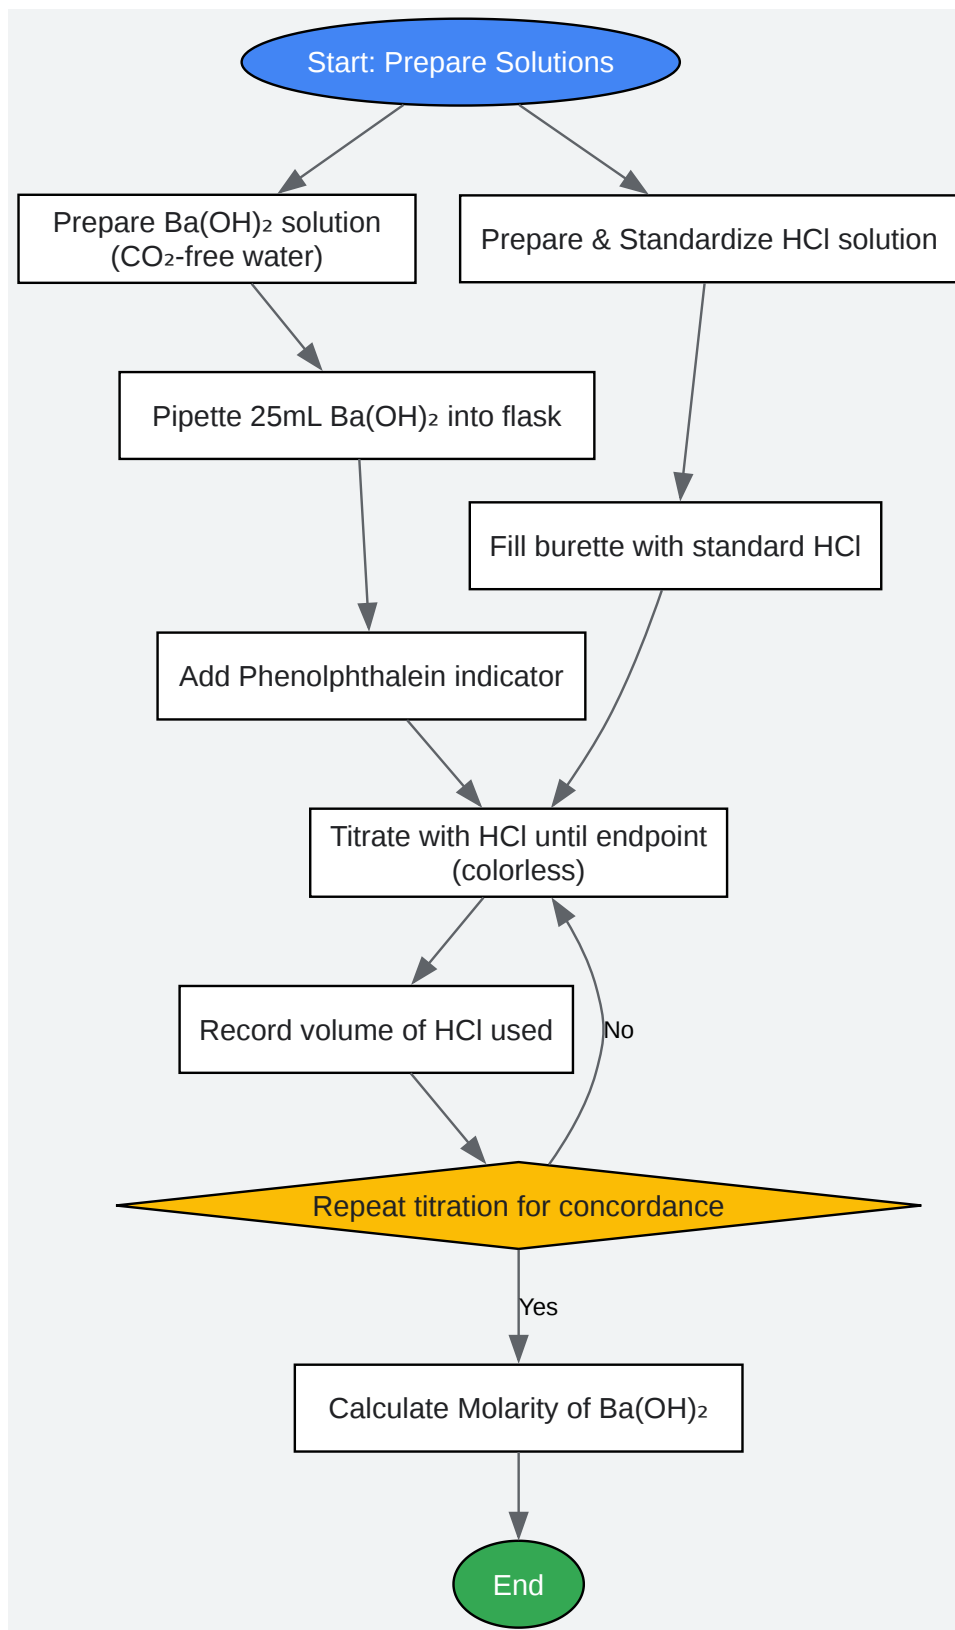 Start: Prepare Solutions
Prepare Ba(OH)₂ solution
(CO₂-free water)
Prepare & Standardize HCl solution
Pipette 25mL Ba(OH)₂ into flask
Fill burette with standard HCl
Add Phenolphthalein indicator
Titrate with HCl until endpoint
(colorless)
Record volume of HCl used
No
Repeat titration for concordance
Yes
Calculate Molarity of Ba(OH)₂
End